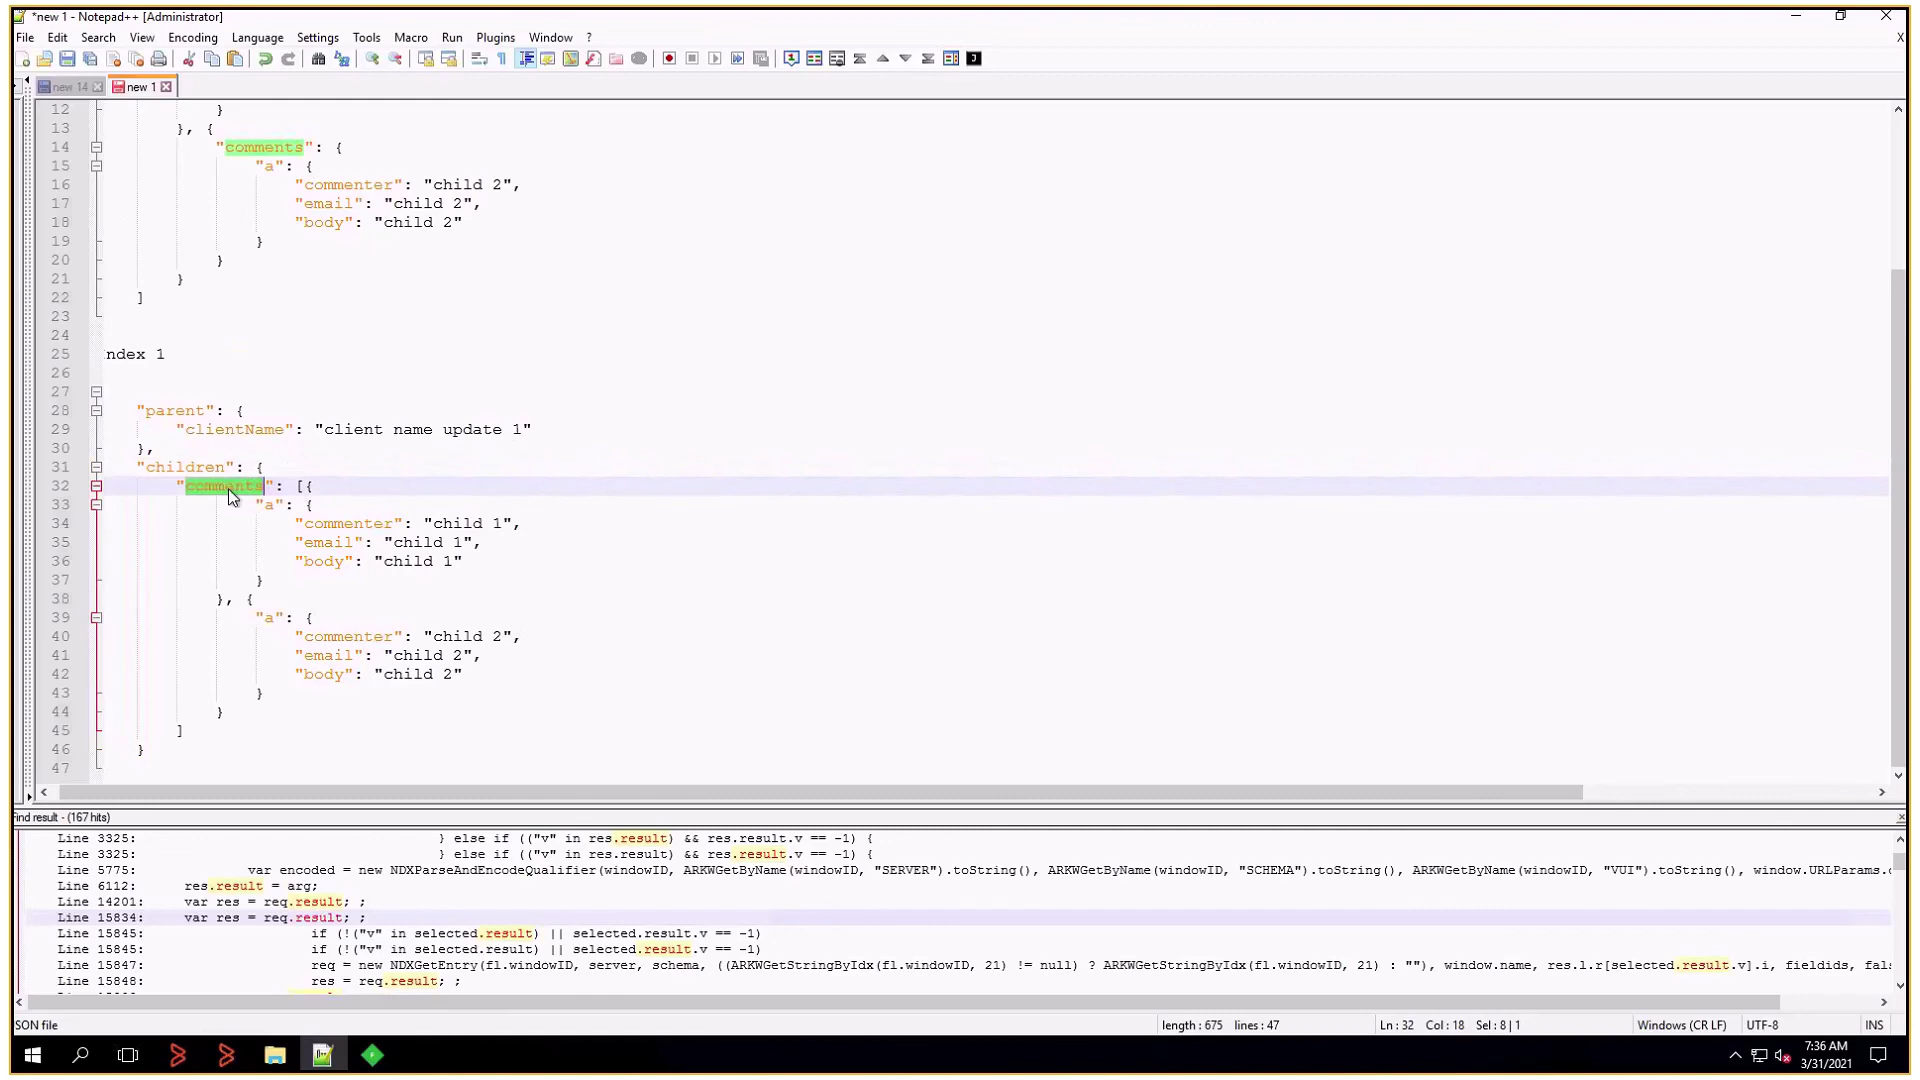 *new 1 - Notepad++ [Administrator]
File Edit Search View Encoding Language Settings Tools Macro Run Plugins Window ? X
new 14 new 1
12 }
13 }, {
14 "comments": {
15 "a": {
16 "commenter": "child 2",
17 "email": "child 2",
18 "body": "child 2"
19 }
20 }
21 }
22 ]
23
24
25 ndex 1
26
27
28 "parent": {
29 "clientName": "client name update 1"
30 },
31 "children": {
32 "comments": [{
33 "a": {
34 "commenter": "child 1",
35 "email": "child 1",
36 "body": "child 1"
37 }
38 }, {
39 "a": {
40 "commenter": "child 2",
41 "email": "child 2",
42 "body": "child 2"
43 }
44 }
45 ]
46 }
47
Find result - (167 hits)
Line 3325: } else if (("v" in res.result) && res.result.v == -1) {
Line 3325: } else if (("v" in res.result) && res.result.v == -1) {
Line 5775: var encoded = new NDXParseAndEncodeQualifier(windowID, ARKWGetByName(windowID, "SERVER").toString(), ARKWGetByName(windowID, "SCHEMA").toString(), ARKWGetByName(windowID, "VUI").toString(), window.URLParams.
Line 6112: res.result = arg;
Line 14201: var res = req.result; ;
Line 15834: var res = req.result; ;
Line 15845: if (!("v" in selected.result) || selected.result.v == -1)
Line 15845: if (!("v" in selected.result) || selected.result.v == -1)
Line 15847: req = new NDXGetEntry(fl.windowID, server, schema, ((ARKWGetStringByIdx(fl.windowID, 21) != null) ? ARKWGetStringByIdx(fl.windowID, 21) : ""), window.name, res.l.r[selected.result.v].i, fieldids, fal
Line 15848: res = req.result; ;
SON file length : 675 lines : 47 Ln : 32 Col : 18 Sel : 8 | 1 Windows (CR LF) UTF-8 INS
7:36 AM
3/31/2021